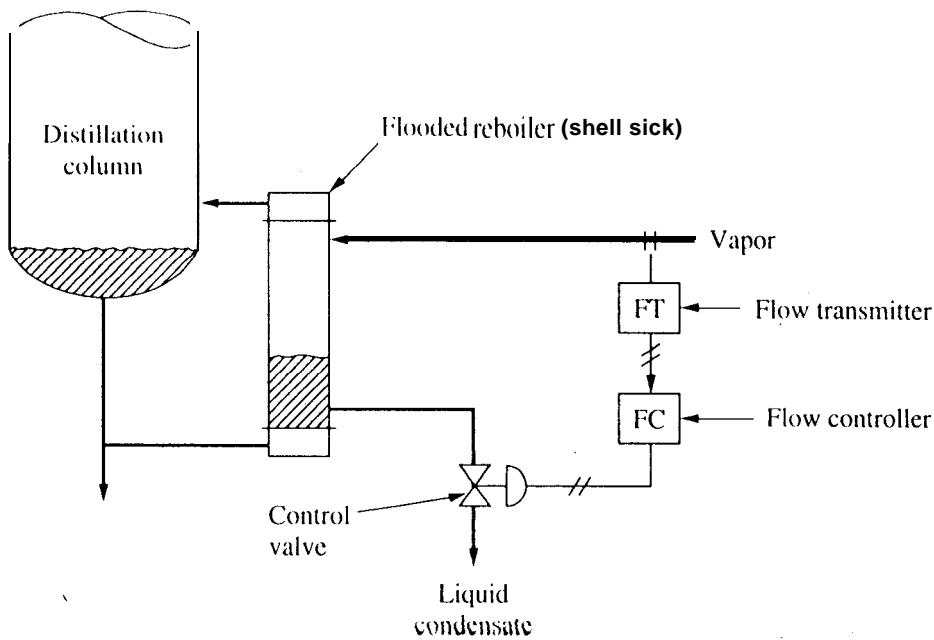 Flooded reboiler (shell sick)
Distillation
column
Vapor
FT
Flow transmitter
FC
Flow controller
Control
valve
Liquid
condensate